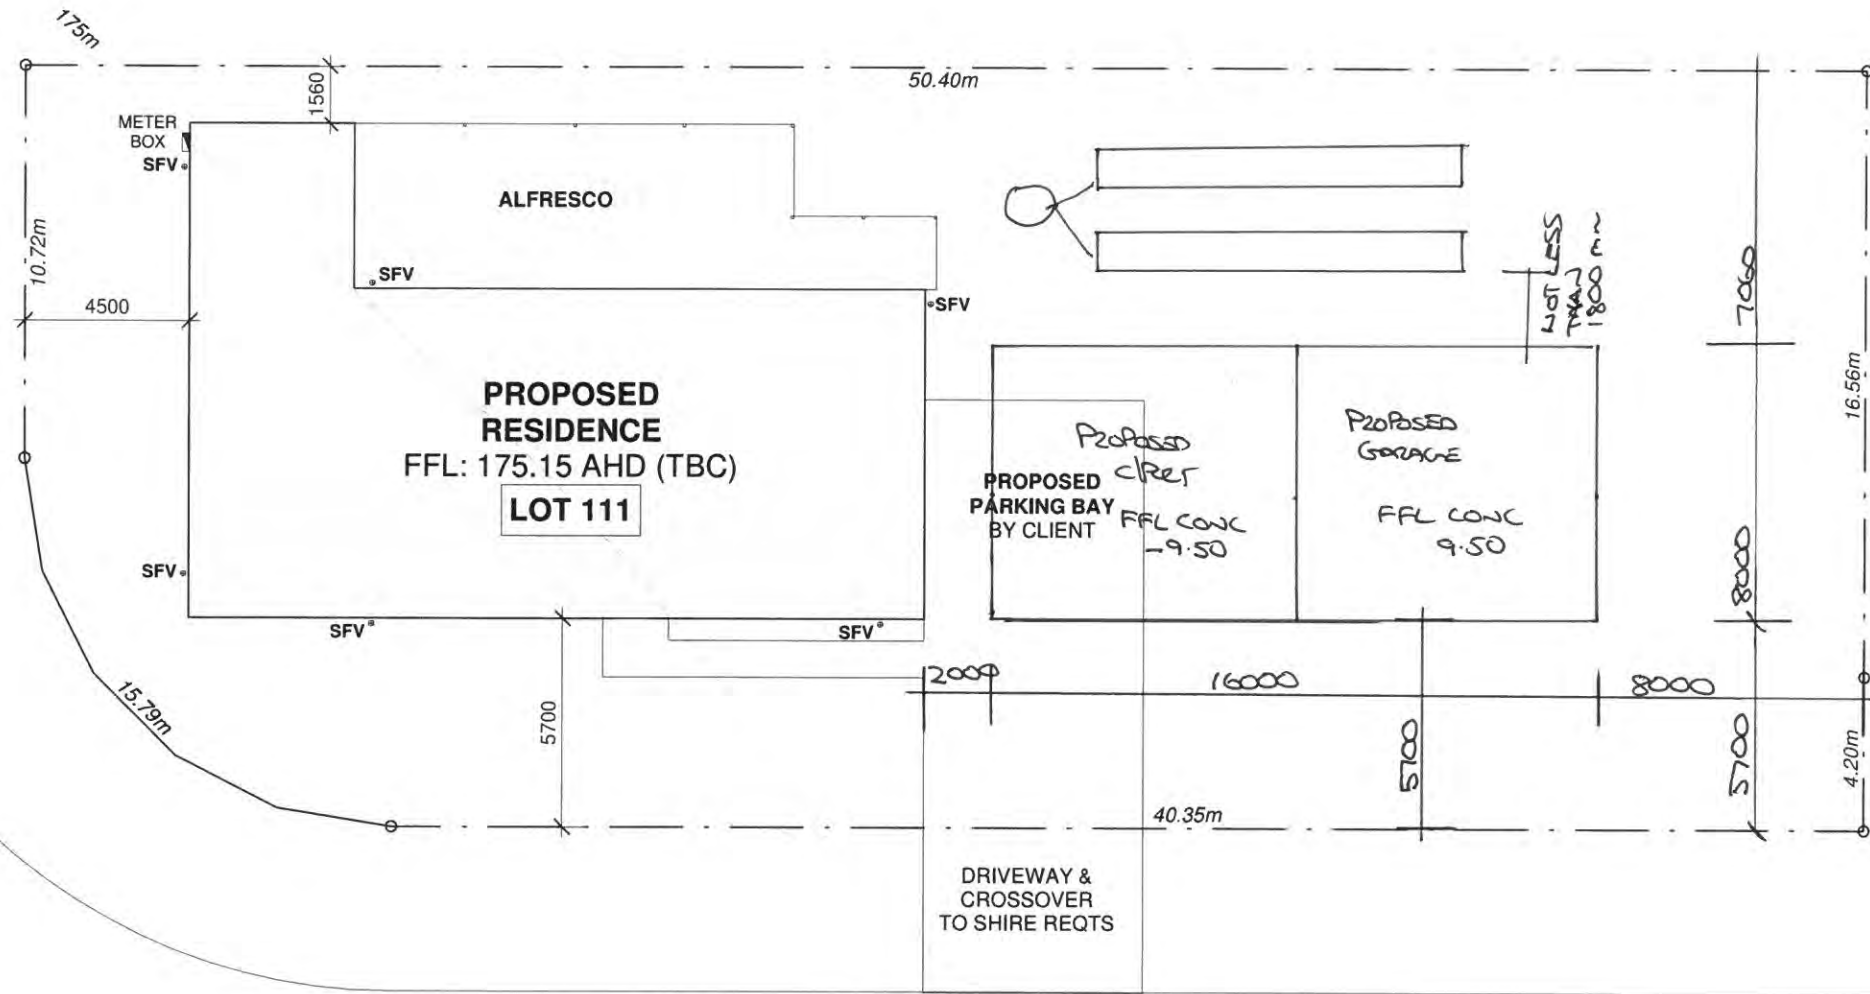 175m
50.40m
1560
METER
BOX
SFV
ALFRESCO
10.72m
SFV
SFV
4500
NOT LESS
THAN
1800 mm
7060
16.56m
PROPOSED
RESIDENCE
FFL: 175.15 AHD (TBC)
LOT 111
PROPOSED
PARKING BAY
BY CLIENT
PROPOSED
C/PORT
FFL CONC
-9.50
PROPOSED
GARAGE
FFL CONC
9.50
8000
SFV
SFV
SFV
2000
16000
8000
15.79m
5700
5700
5700
4.20m
40.35m
DRIVEWAY &
CROSSOVER
TO SHIRE REQTS